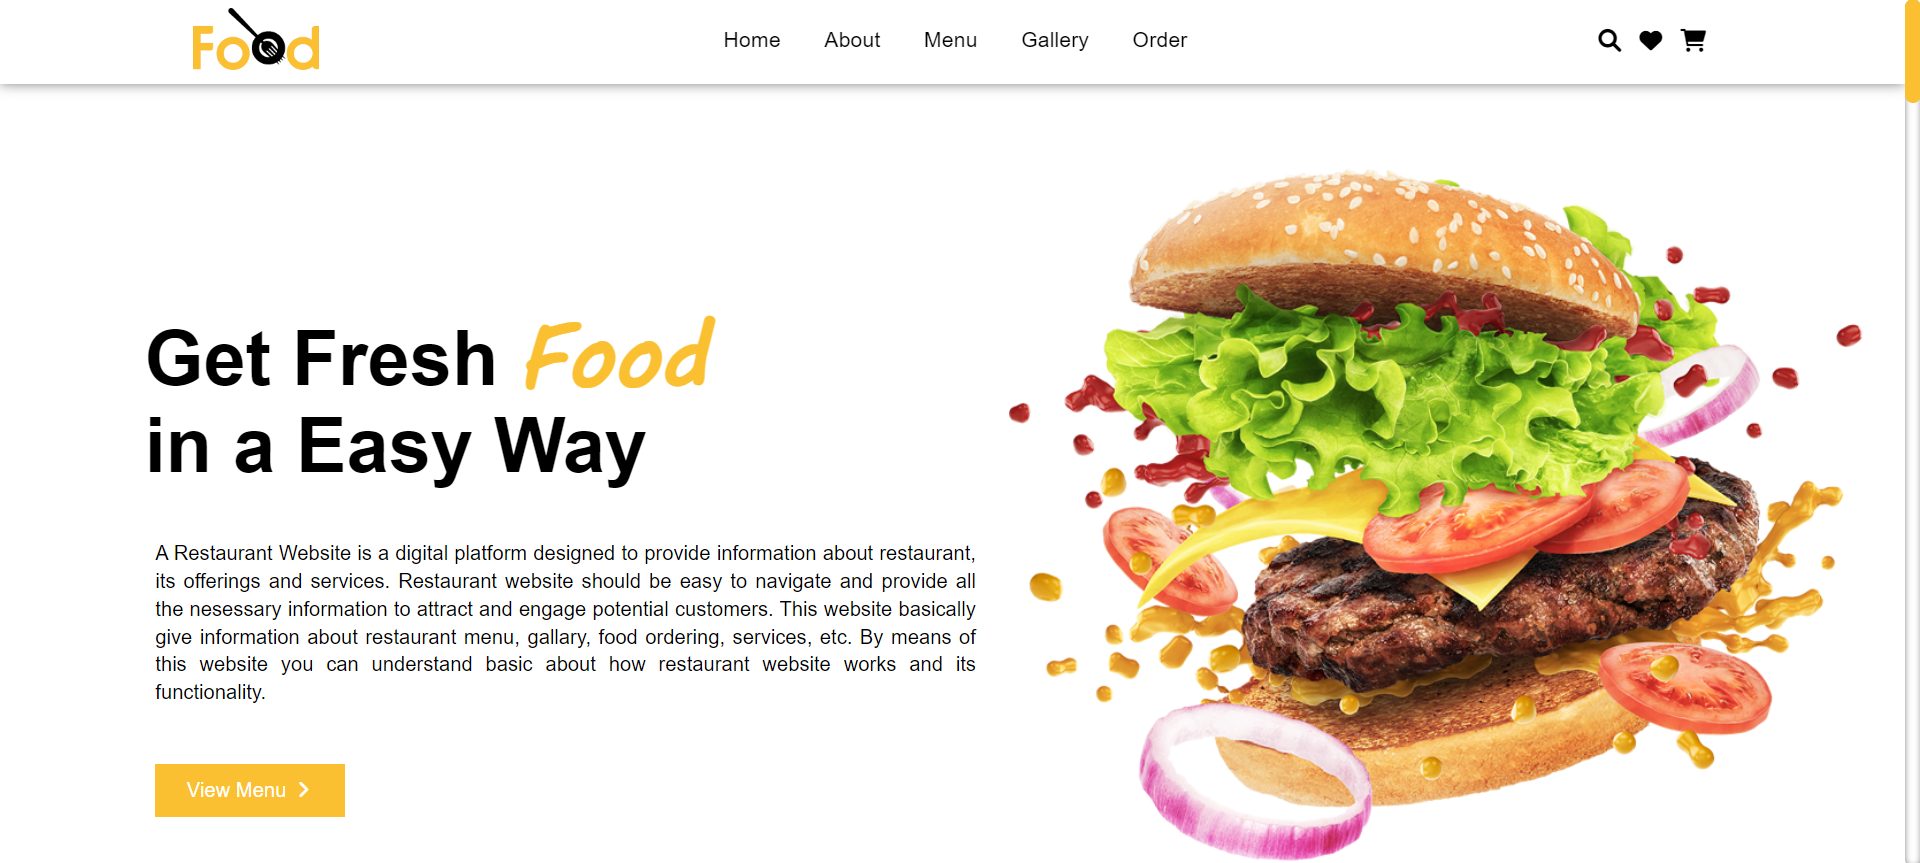 Food
Home About Menu Gallery Order
Get Fresh Food
in a Easy Way
A Restaurant Website is a digital platform designed to provide information about restaurant,
its offerings and services. Restaurant website should be easy to navigate and provide all
the nesessary information to attract and engage potential customers. This website basically
give information about restaurant menu, gallary, food ordering, services, etc. By means of
this website you can understand basic about how restaurant website works and its
functionality.
View Menu